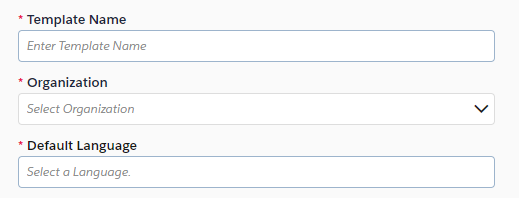 * Template Name
Enter Template Name
* Organization
Select Organization
* Default Language
Select a Language.